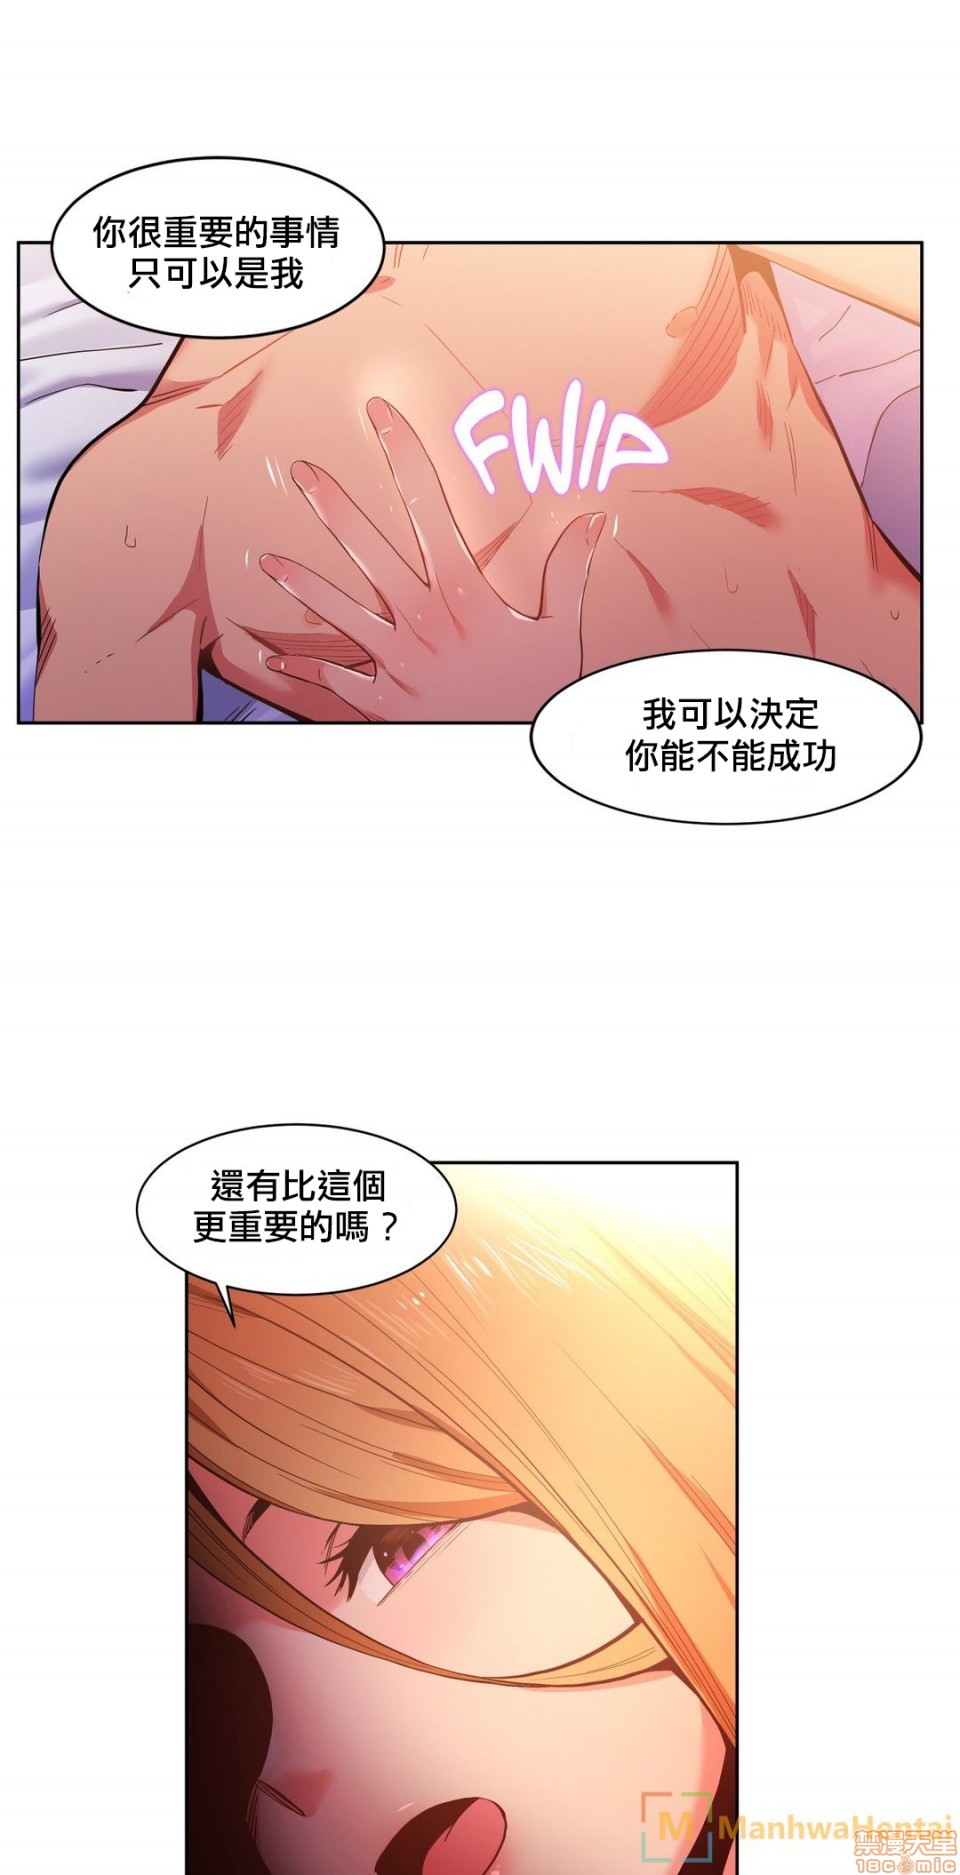 你很重要的事情
只可以是我
FWIP
我可以決定
你能不能成功
還有比這個
更重要的嗎？
M ManhwaHentai
禁漫天堂
18comic